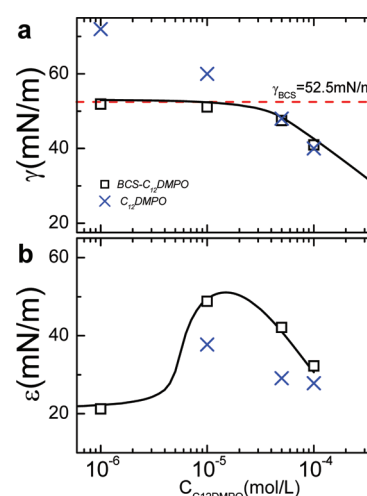 a
γ(mN/m)
60
40
20
γBCS=52.5mN/m
BCS-C12DMPO
C12DMPO
b
ε(mN/m)
60
40
20
10-6
10-5
10-4
CC12DMPO(mol/L)